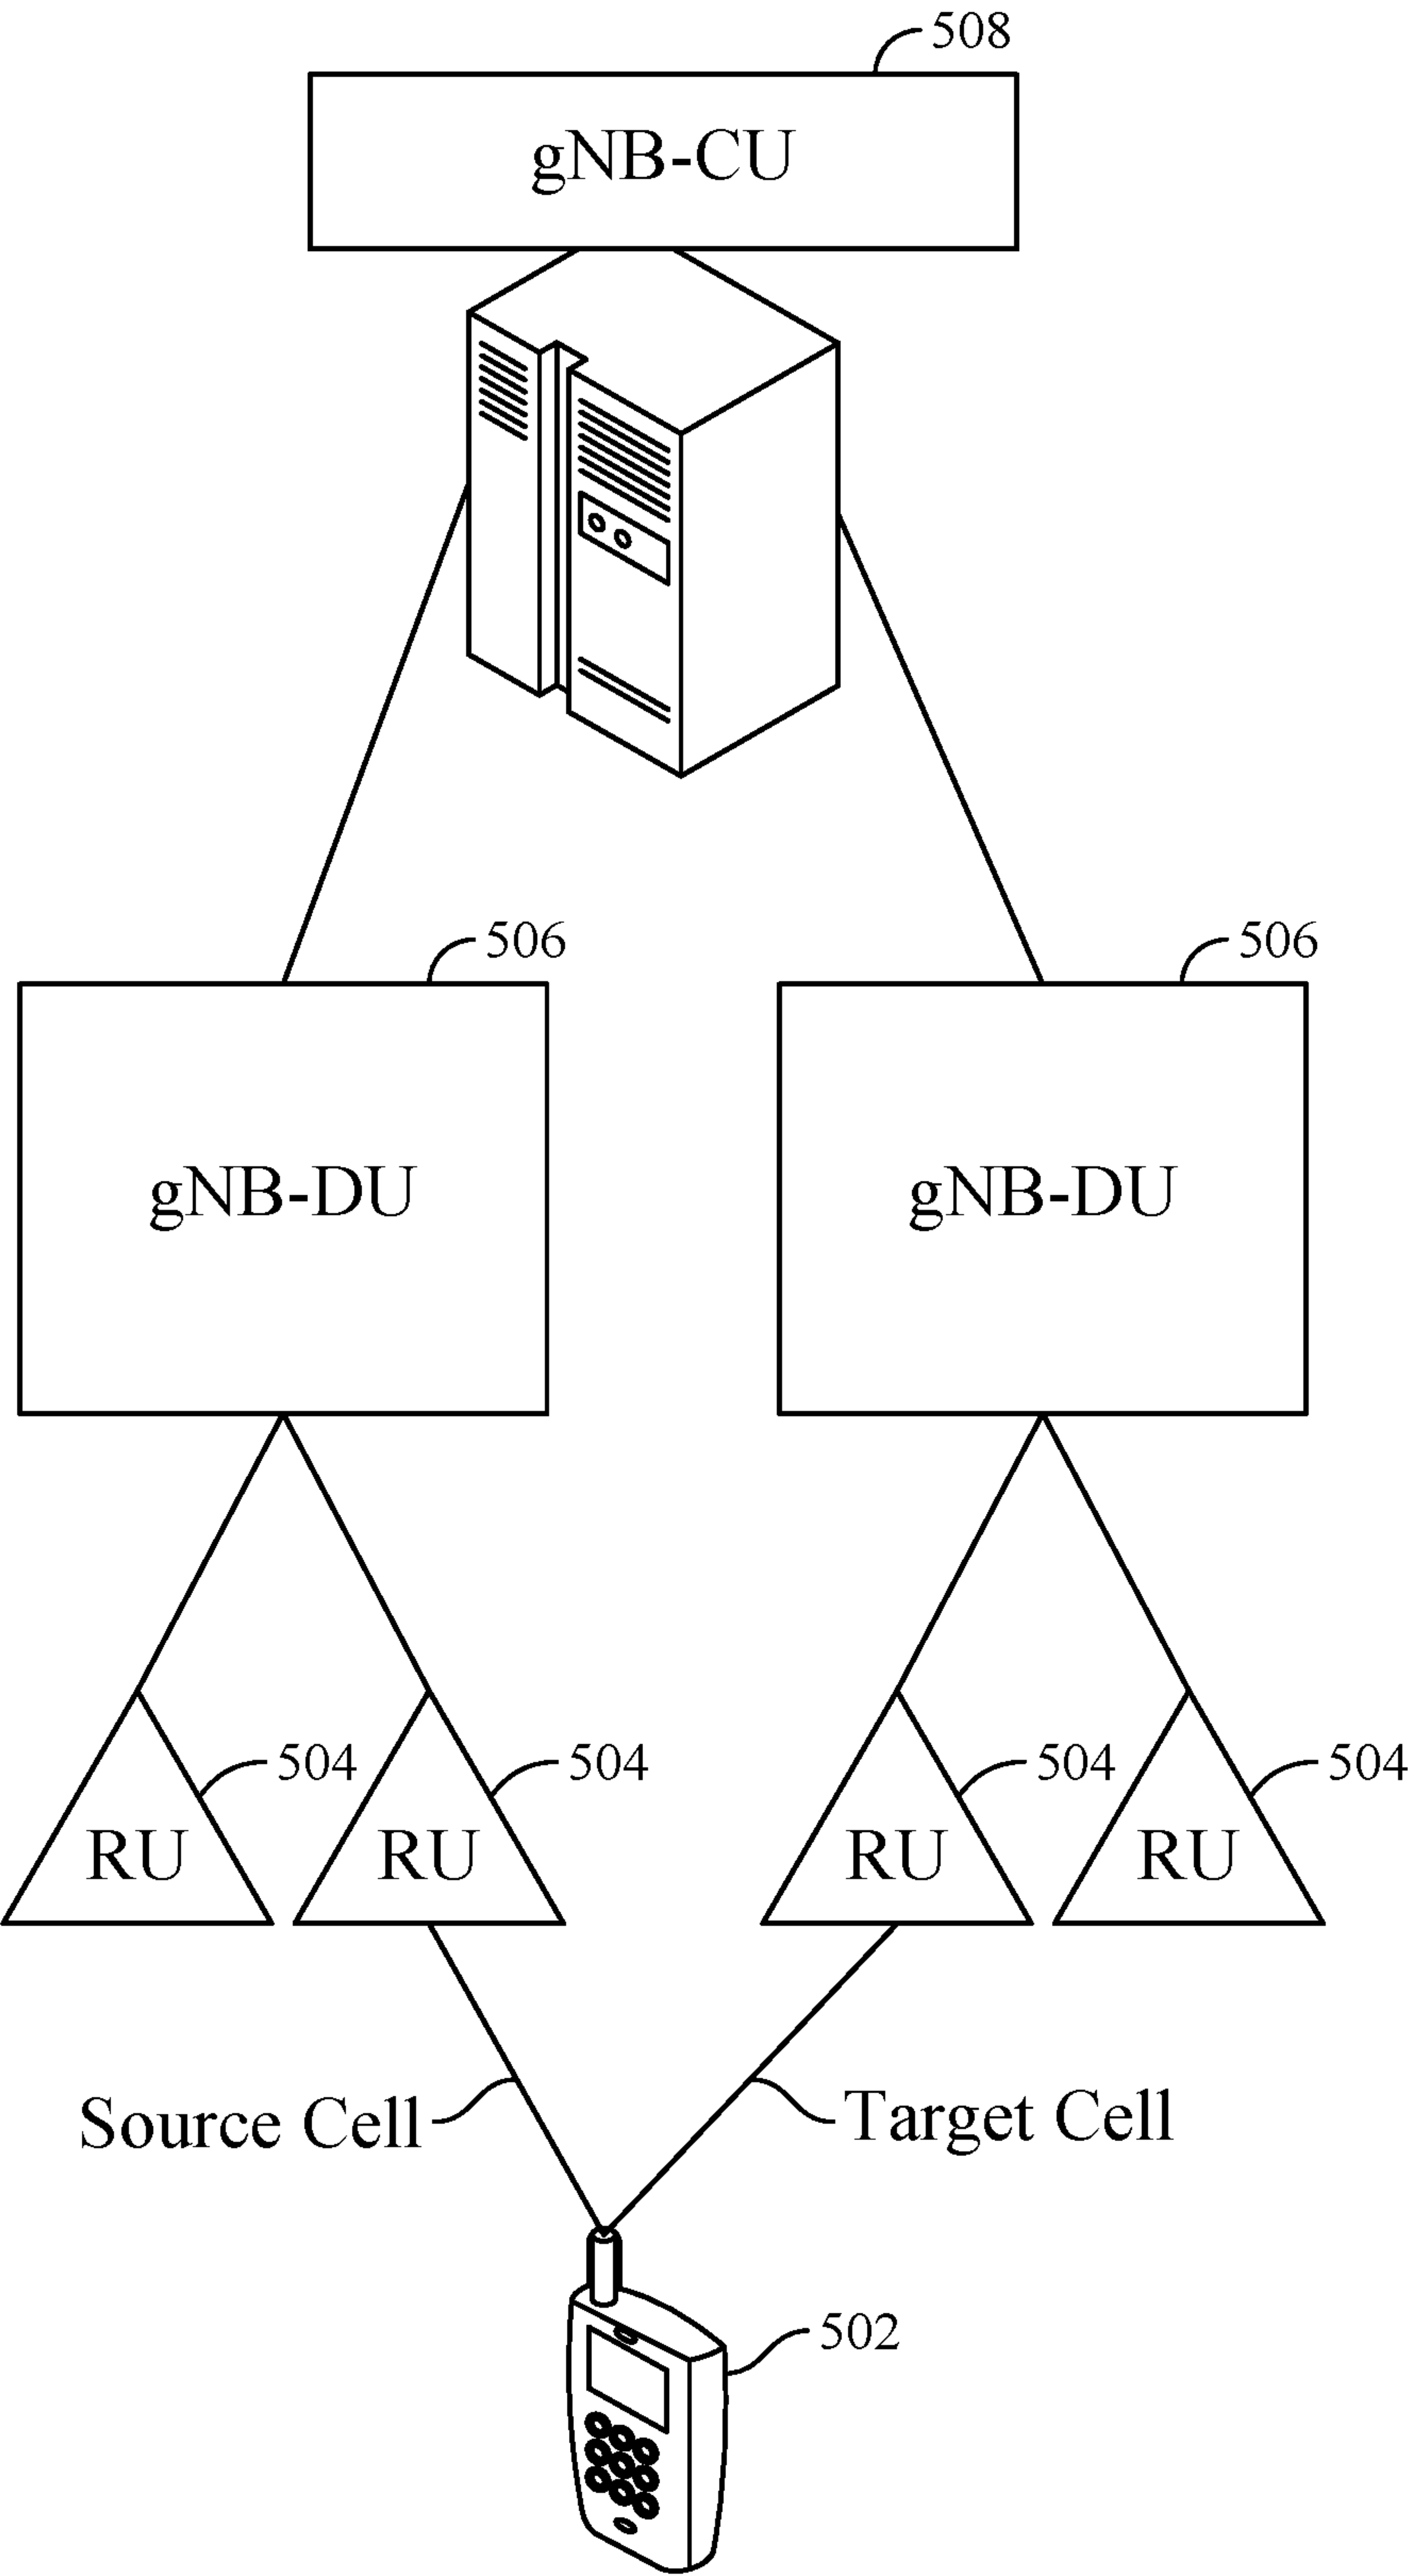 508
gNB-CU
506
506
gNB-DU
gNB-DU
504
504
504
504
RU
RU
RU
RU
Source Cell
Target Cell
502